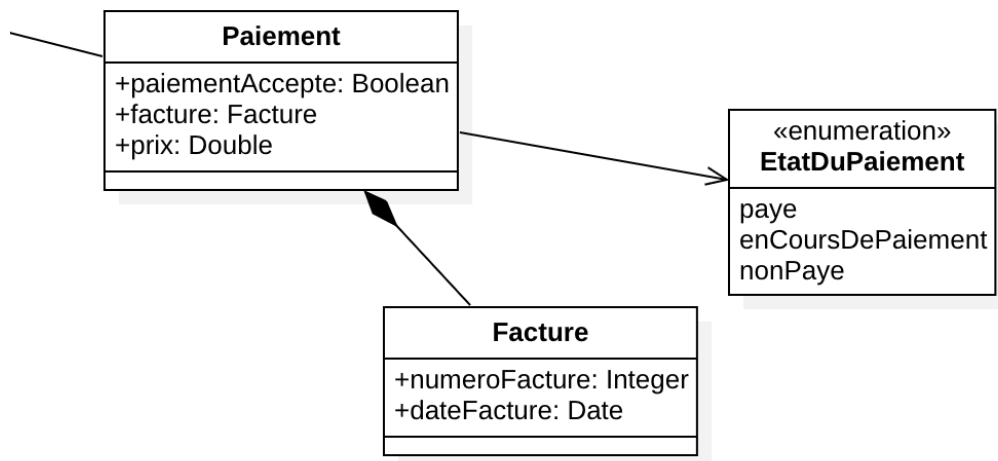 Paiement
+paiementAccepte: Boolean
+facture: Facture
+prix: Double
«enumeration»
EtatDuPaiement
paye
enCoursDePaiement
nonPaye
Facture
+numeroFacture: Integer
+dateFacture: Date